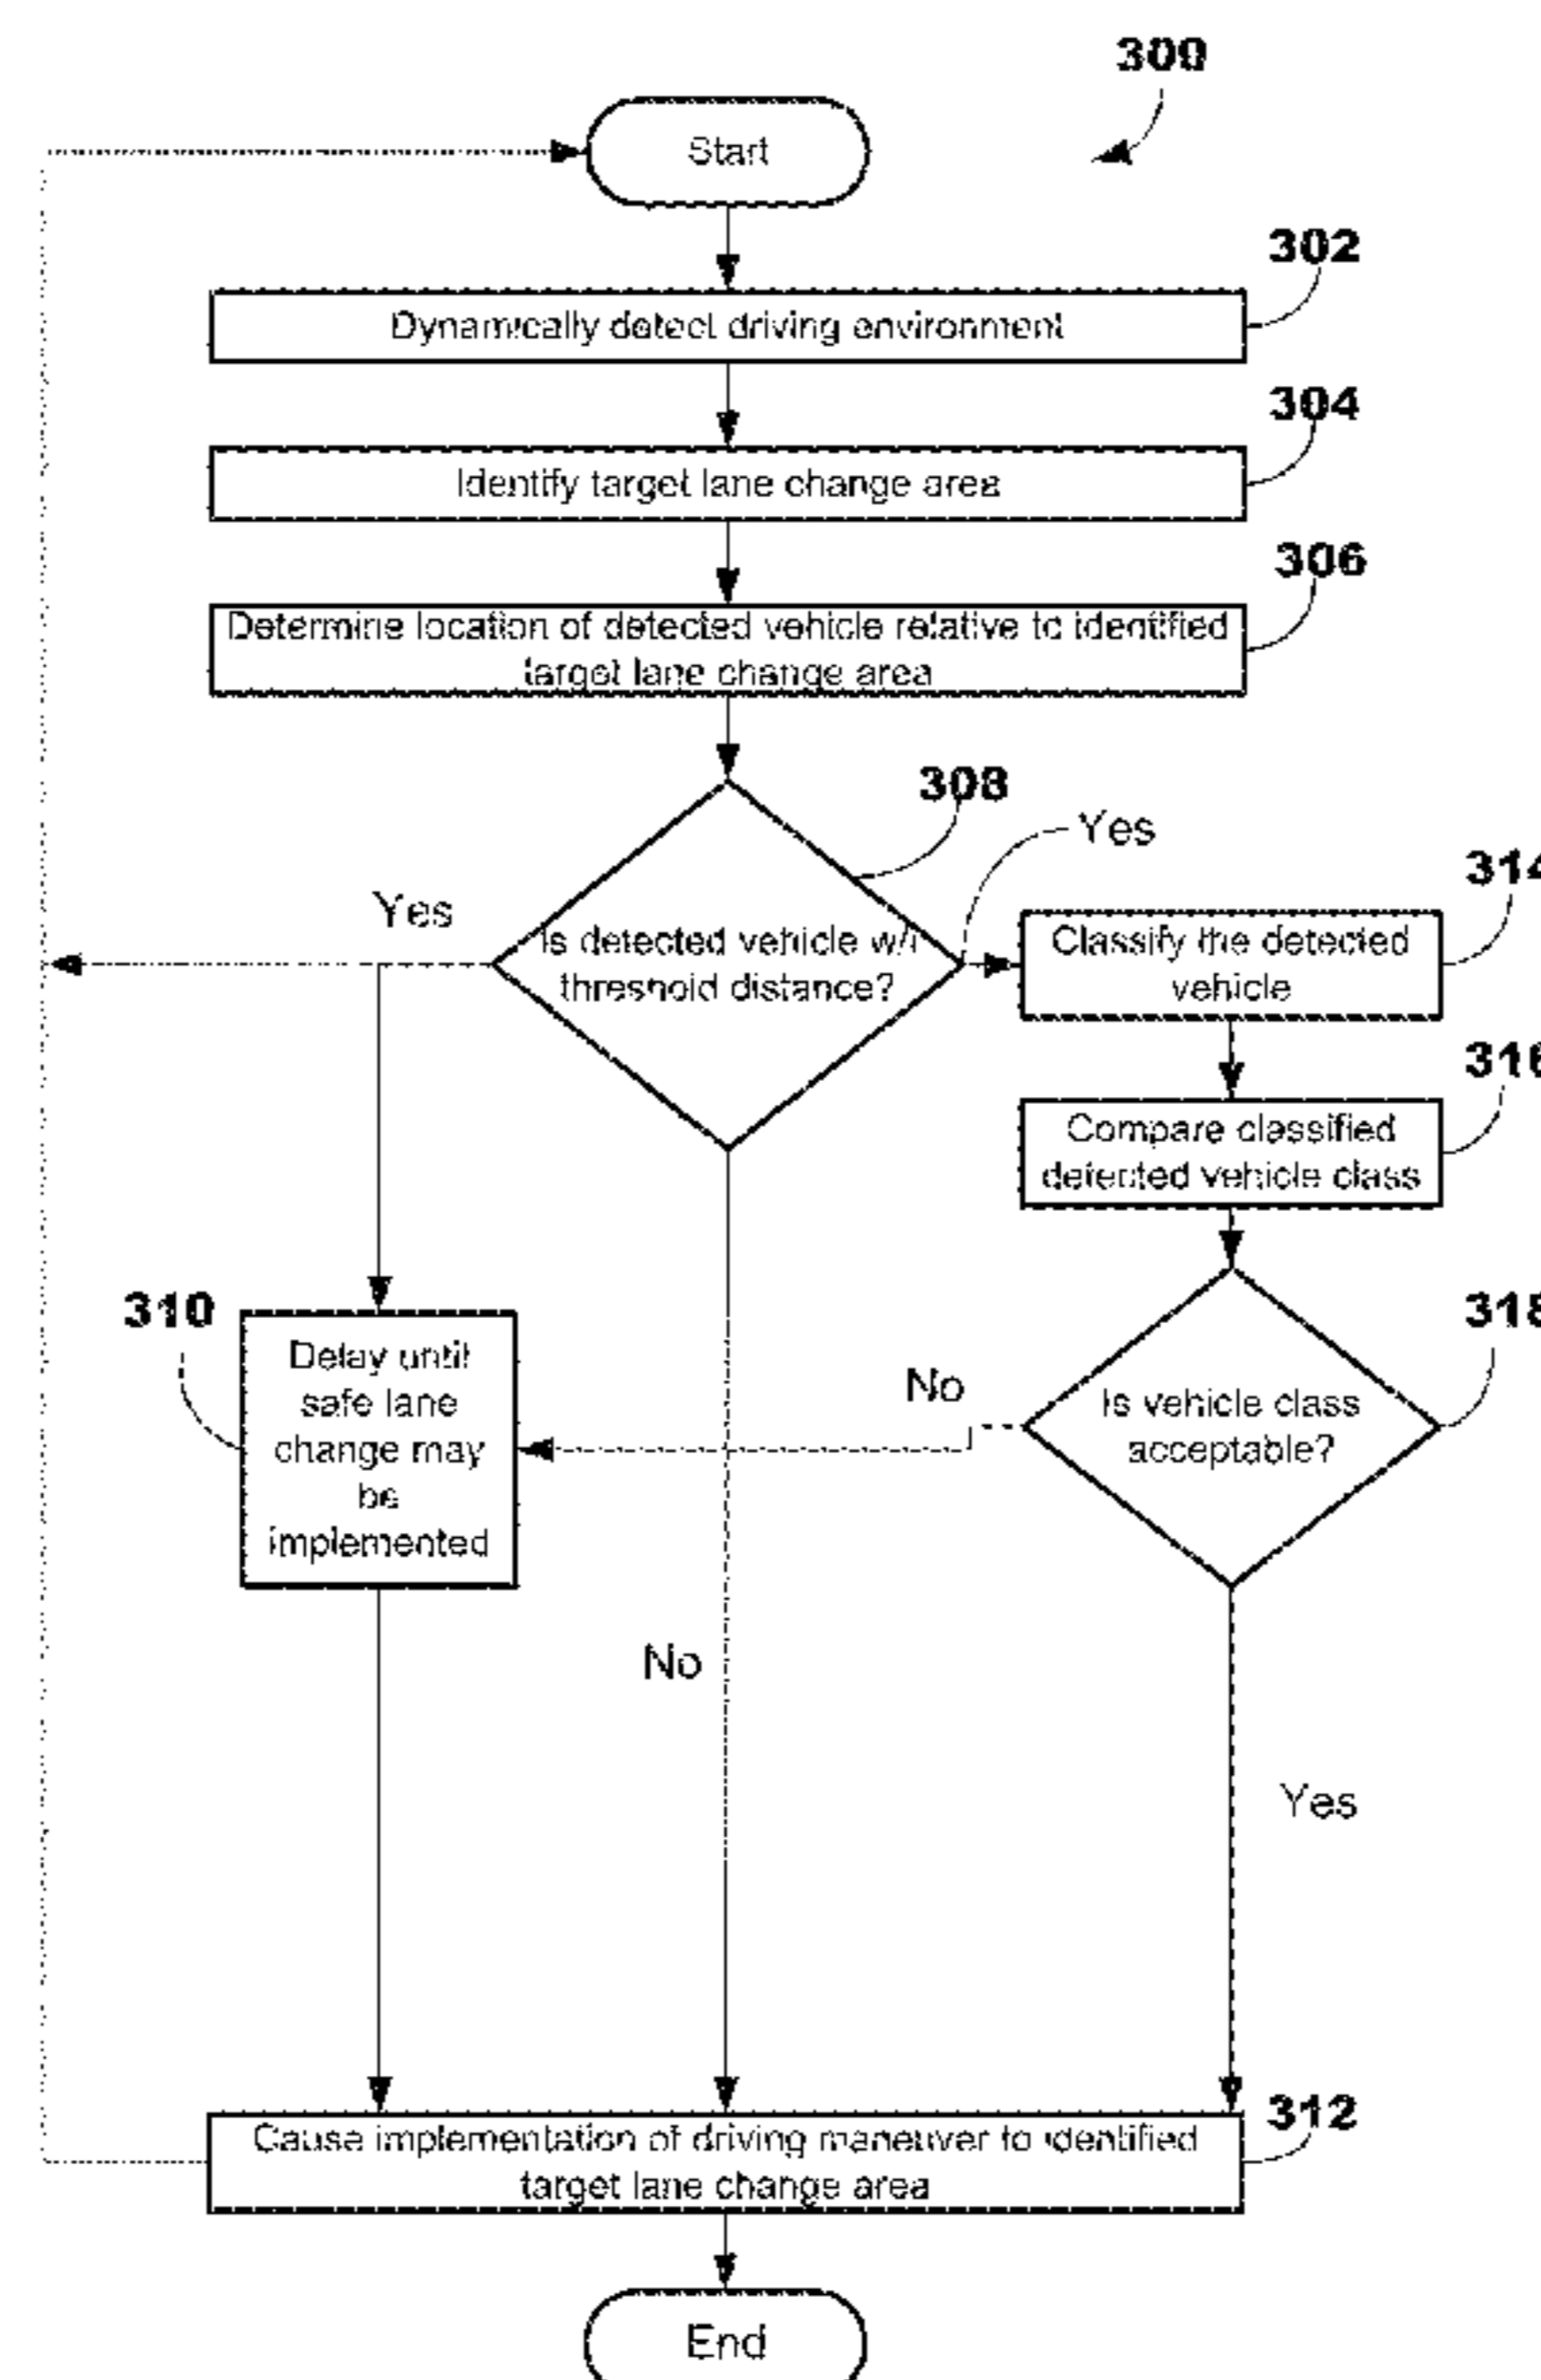 300
Start
302
Dynamically detect driving environment
304
Identify target lane change area
306
Determine location of detected vehicle relative to identified
target lane change area
308
Yes
Yes
314
Is detected vehicle w/i
threshold distance?
Classify the detected
vehicle
316
Compare classified
detected vehicle class
310
318
Delay until
safe lane
change may
be
implemented
No
Is vehicle class
acceptable?
No
Yes
312
Cause implementation of driving maneuver to identified
target lane change area
End